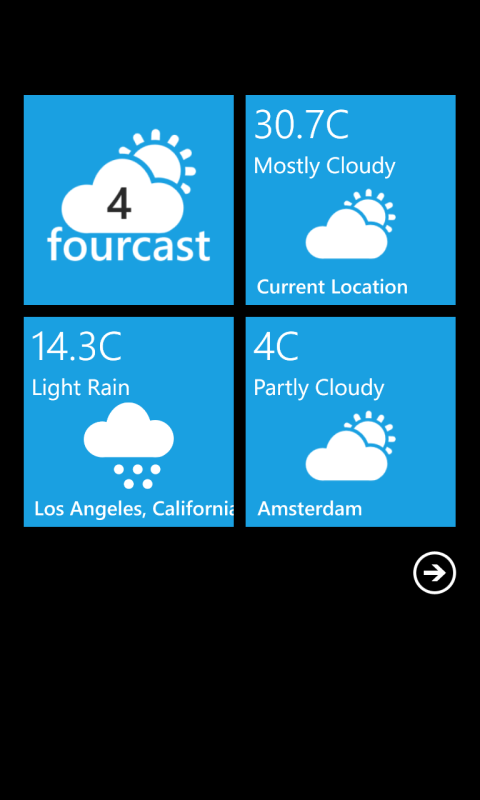 4
fourcast
30.7C
Mostly Cloudy
Current Location
14.3C
Light Rain
Los Angeles, California
4C
Partly Cloudy
Amsterdam